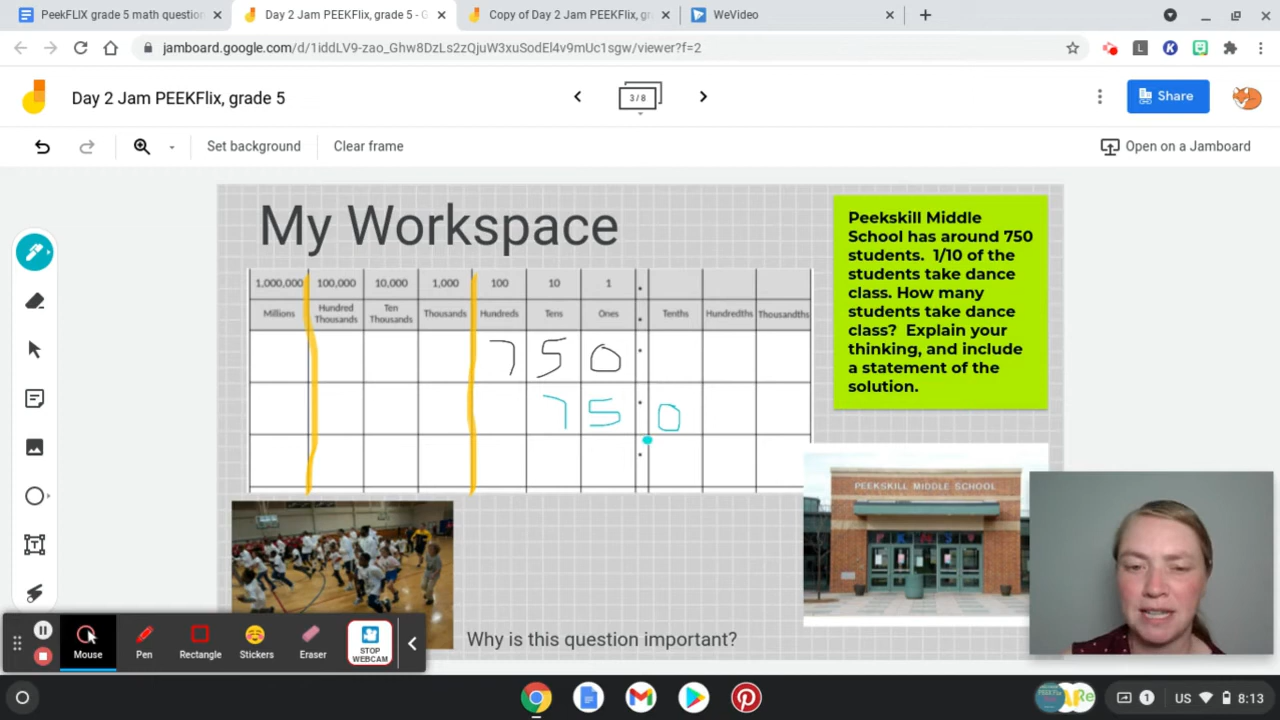 PeekFLIX grade 5 math question
Day 2 Jam PEEKFlix, grade 5 - G
Copy of Day 2 Jam PEEKFlix, gr
WeVideo
jamboard.google.com/d/1iddLV9-zao_Ghw8DzLs2zQjuW3xuSodEl4v9mUc1sgw/viewer?f=2
Day 2 Jam PEEKFlix, grade 5
3/8
Share
Set background
Clear frame
Open on a Jamboard
My Workspace
1,000,000 100,000 10,000 1,000 100 10 1 .
Millions Hundred Thousands Ten Thousands Thousands Hundreds Tens Ones . Tenths Hundredths Thousandths
7 5 0 .
7 5 . 0
.
Peekskill Middle
School has around 750
students. 1/10 of the
students take dance
class. How many
students take dance
class? Explain your
thinking, and include
a statement of the
solution.
PEEKSKILL MIDDLE SCHOOL
Why is this question important?
Mouse
Pen
Rectangle
Stickers
Eraser
STOP
WEBCAM
1
US
8:13